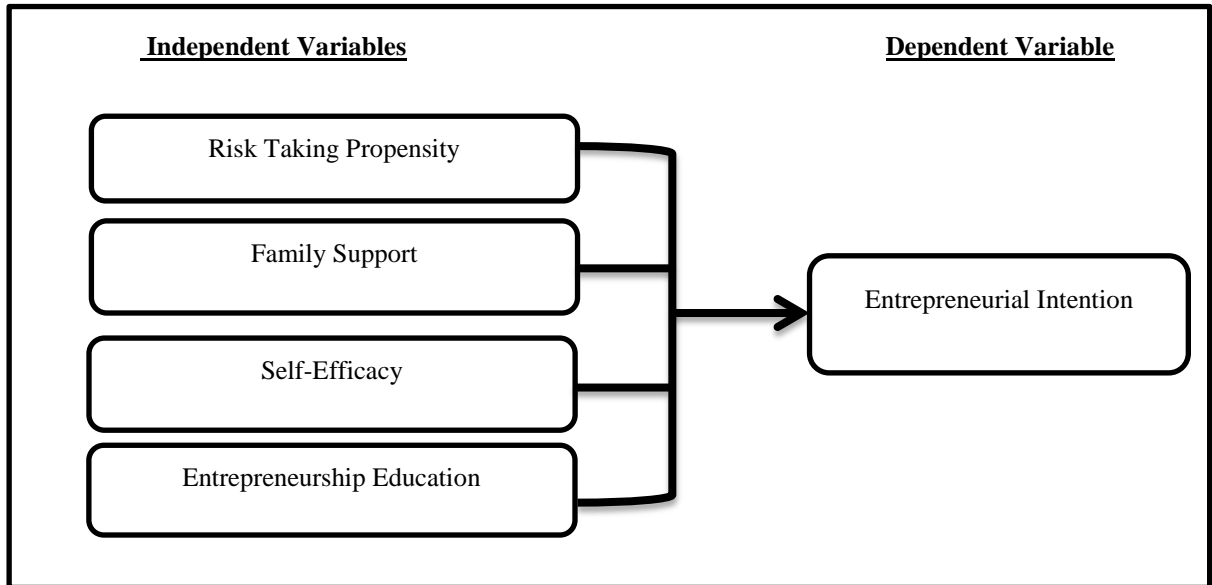 Independent Variables
Dependent Variable
Risk Taking Propensity
Family Support
Entrepreneurial Intention
Self-Efficacy
Entrepreneurship Education